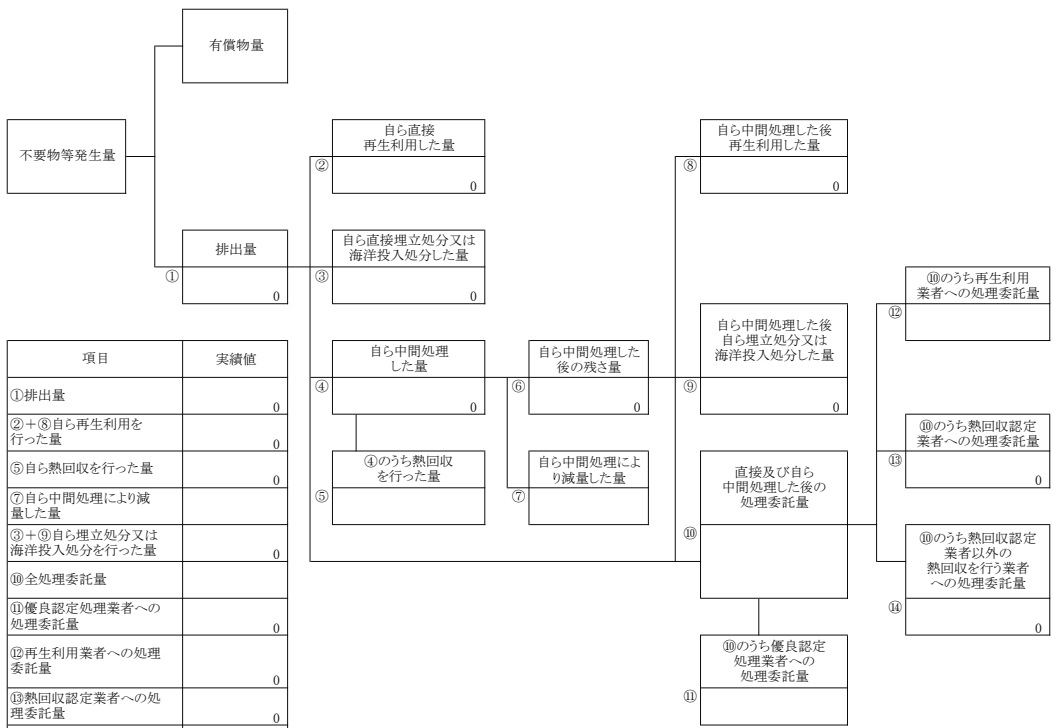 有償物量
不要物等発生量
自ら直接
再生利用した量
②
0
自ら中間処理した後
再生利用した量
⑧
0
排出量
①
0
自ら直接埋立処分又は
海洋投入処分した量
③
0
⑩のうち再生利用
業者への処理委託量
⑫
自ら中間処理
した量
④
0
自ら中間処理した
後の残さ量
⑥
0
自ら中間処理した後
自ら埋立処分又は
海洋投入処分した量
⑨
0
④のうち熱回収
を行った量
⑤
自ら中間処理によ
り減量した量
⑦
直接及び自ら
中間処理した後の
処理委託量
⑩
⑩のうち熱回収認定
業者への処理委託量
⑬
0
⑩のうち熱回収認定
業者以外の
熱回収を行う業者
への処理委託量
⑭
0
⑩のうち優良認定
処理業者への
処理委託量
⑪
項目 実績値
①排出量 0
②＋⑧自ら再生利用を
行った量 0
⑤自ら熱回収を行った量 0
⑦自ら中間処理により減
量した量
③＋⑨自ら埋立処分又は
海洋投入処分を行った量 0
⑩全処理委託量
⑪優良認定処理業者への
処理委託量 0
⑫再生利用業者への処理
委託量 0
⑬熱回収認定業者への処
理委託量 0